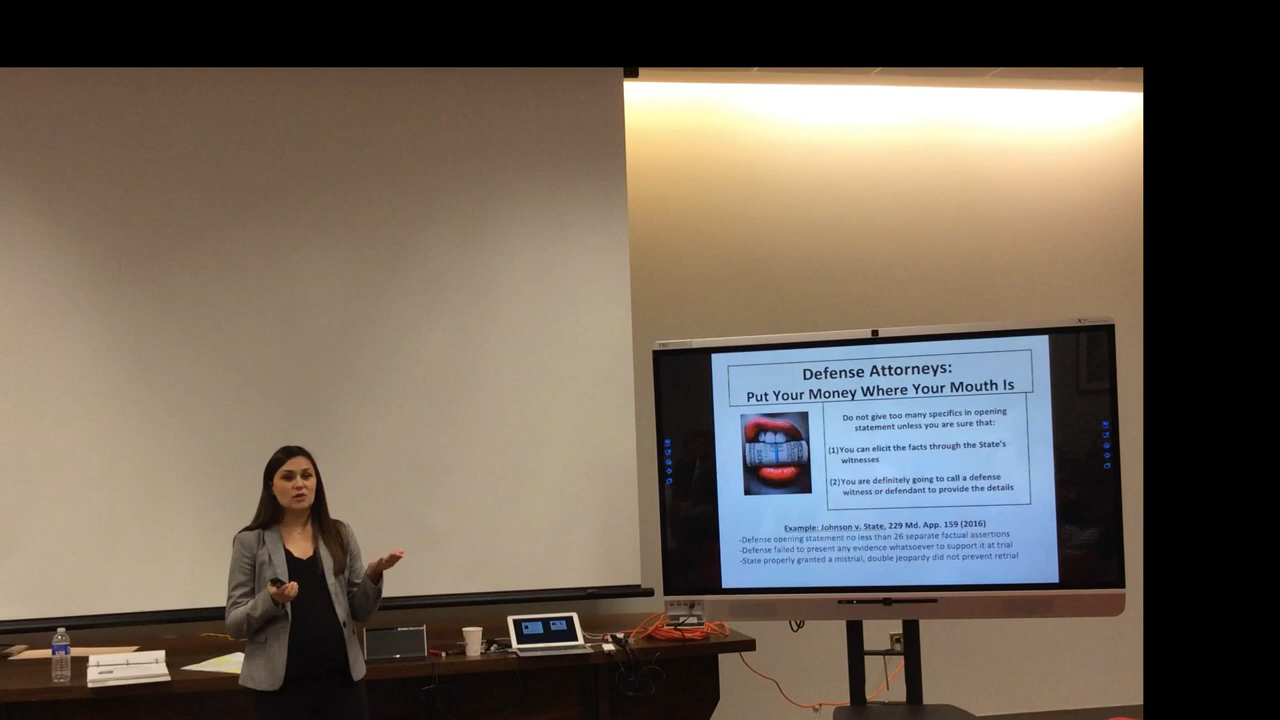 Defense Attorneys:
Put Your Money Where Your Mouth Is
Do not give too many specifics in opening
statement unless you are sure that:
(1)You can elicit the facts through the State's
witnesses
(2)You are definitely going to call a defense
witness or defendant to provide the details
Example: Johnson v. State, 229 Md. App. 159 (2016)
-Defense opening statement no less than 26 separate factual assertions
-Defense failed to present any evidence whatsoever to support it at trial
-State properly granted a mistrial, double jeopardy did not prevent retrial